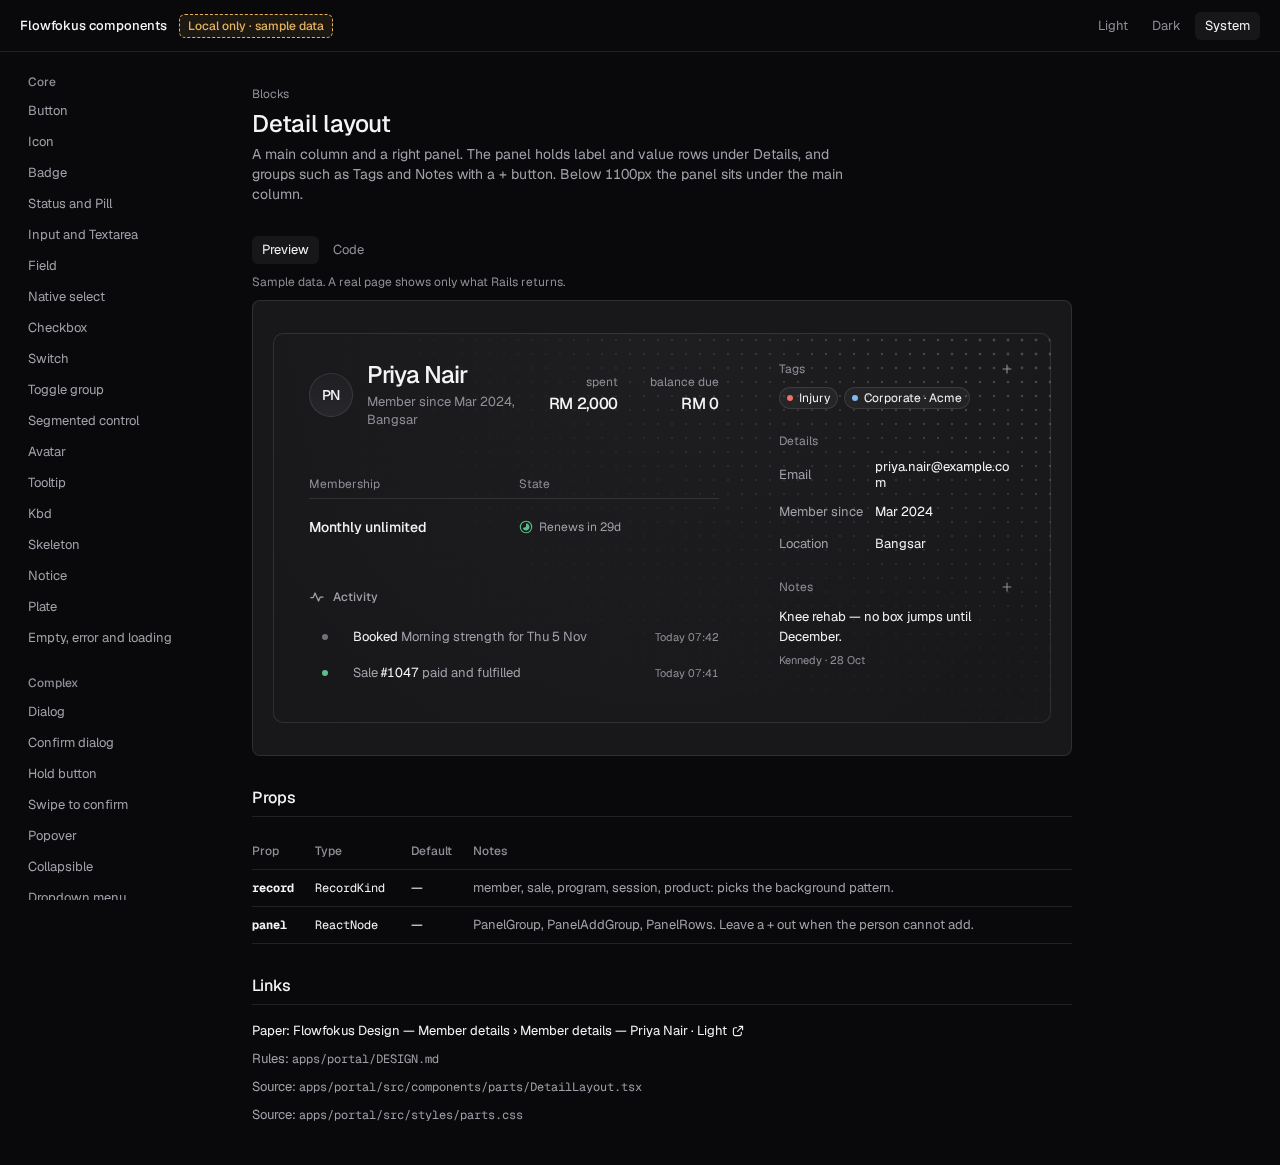 Flowfokus components
Local only · sample data
Light
Dark
System
Core
Button
Icon
Badge
Status and Pill
Input and Textarea
Field
Native select
Checkbox
Switch
Toggle group
Segmented control
Avatar
Tooltip
Kbd
Skeleton
Notice
Plate
Empty, error and loading
Complex
Dialog
Confirm dialog
Hold button
Swipe to confirm
Popover
Collapsible
Dropdown menu
Blocks
Detail layout
A main column and a right panel. The panel holds label and value rows under Details, and
groups such as Tags and Notes with a + button. Below 1100px the panel sits under the main
column.
Preview
Code
Sample data. A real page shows only what Rails returns.
PN
Priya Nair
Member since Mar 2024,
Bangsar
spent
RM 2,000
balance due
RM 0
Membership
State
Monthly unlimited
Renews in 29d
Activity
Booked Morning strength for Thu 5 Nov
Today 07:42
Sale #1047 paid and fulfilled
Today 07:41
Tags
+
Injury
Corporate · Acme
Details
Email
priya.nair@example.co
m
Member since
Mar 2024
Location
Bangsar
Notes
+
Knee rehab — no box jumps until
December.
Kennedy · 28 Oct
Props
Prop
Type
Default
Notes
record
RecordKind
—
member, sale, program, session, product: picks the background pattern.
panel
ReactNode
—
PanelGroup, PanelAddGroup, PanelRows. Leave a + out when the person cannot add.
Links
Paper: Flowfokus Design — Member details › Member details — Priya Nair · Light
Rules: apps/portal/DESIGN.md
Source: apps/portal/src/components/parts/DetailLayout.tsx
Source: apps/portal/src/styles/parts.css